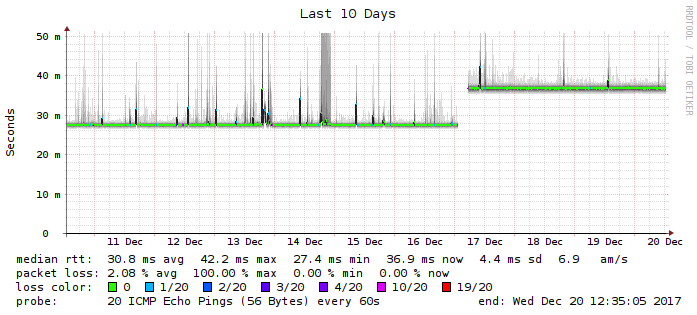 Last 10 Days
RRDTOOL / TOBI OETIKER
Seconds
50 m
40 m
30 m
20 m
10 m
0
11 Dec 12 Dec 13 Dec 14 Dec 15 Dec 16 Dec 17 Dec 18 Dec 19 Dec 20 Dec
median rtt: 30.8 ms avg 42.2 ms max 27.4 ms min 36.9 ms now 4.4 ms sd 6.9 am/s
packet loss: 2.08 % avg 100.00 % max 0.00 % min 0.00 % now
loss color: 0 1/20 2/20 3/20 4/20 10/20 19/20
probe: 20 ICMP Echo Pings (56 Bytes) every 60s end: Wed Dec 20 12:35:05 2017